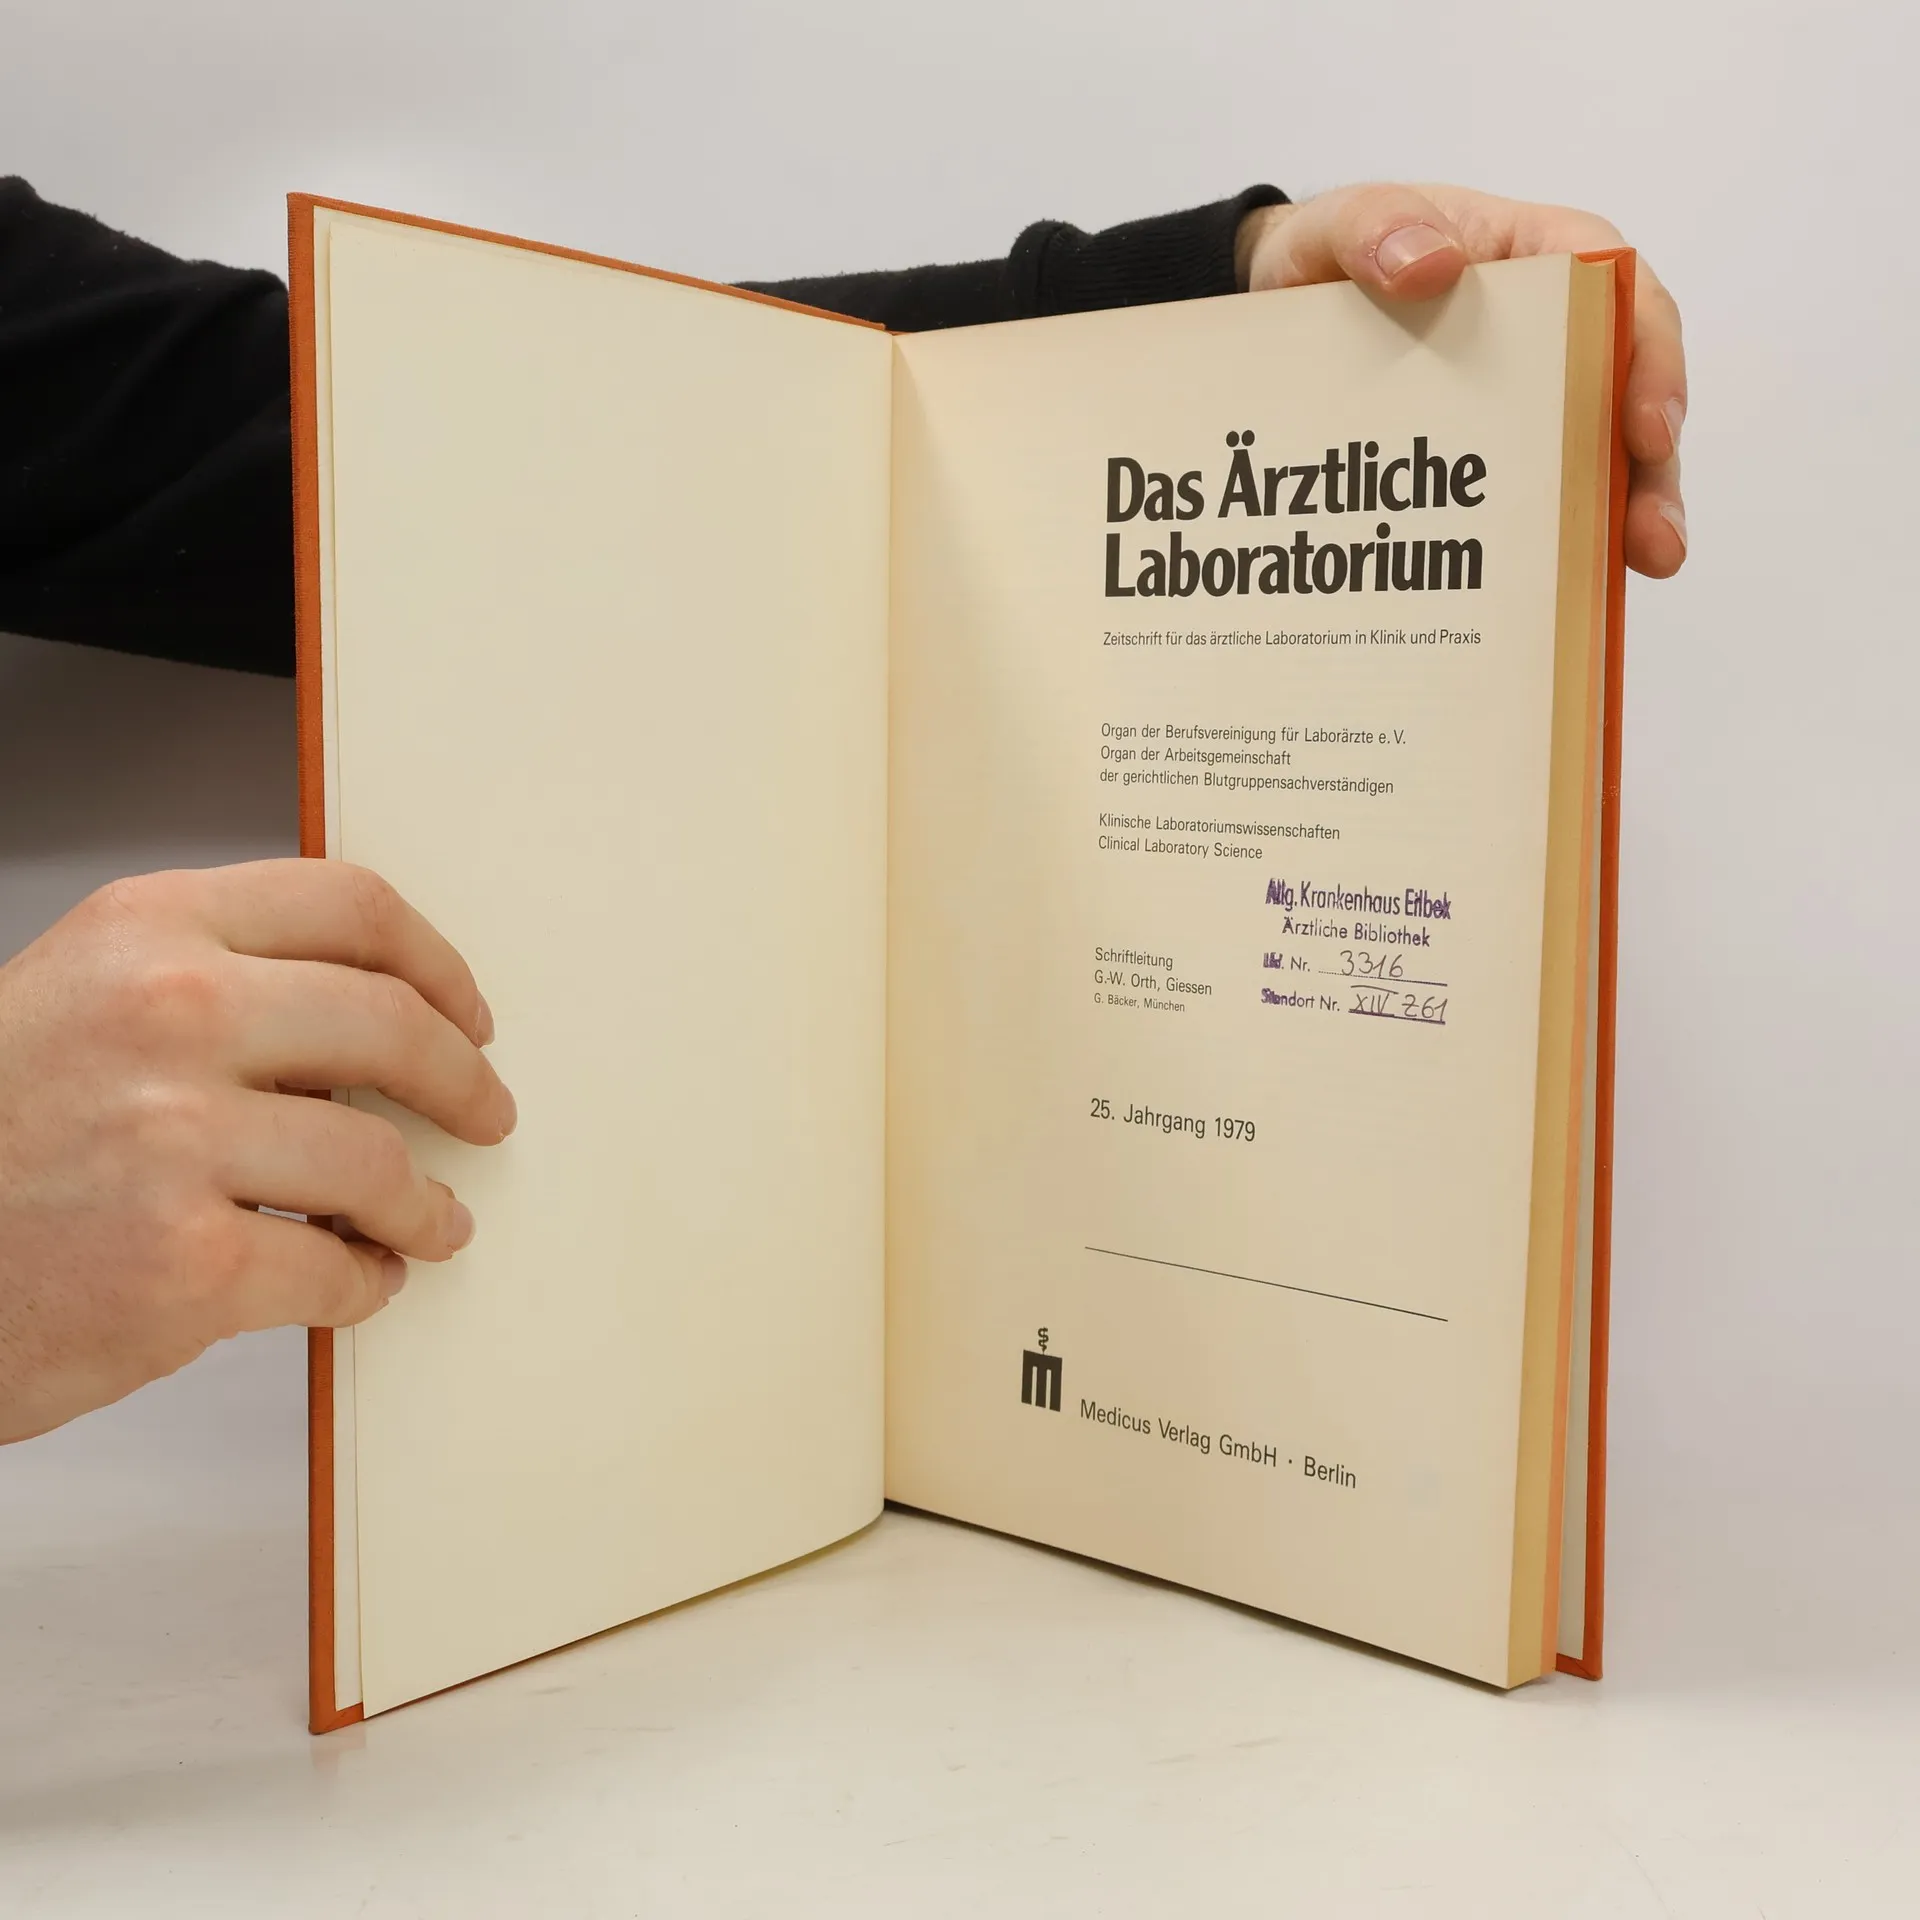 Das Ärztliche
Laboratorium
Zeitschrift für das ärztliche Laboratorium in Klinik und Praxis
Organ der Berufsvereinigung für Laborärzte e. V.
Organ der Arbeitsgemeinschaft
der gerichtlichen Blutgruppensachverständigen
Klinische Laboratoriumswissenschaften
Clinical Laboratory Science
Allg. Krankenhaus Eilbek
Ärztliche Bibliothek
Lfd. Nr. 3316
Standort Nr. XIV Z61
Schriftleitung
G.-W. Orth, Giessen
G. Bäcker, München
25. Jahrgang 1979
m
Medicus Verlag GmbH · Berlin